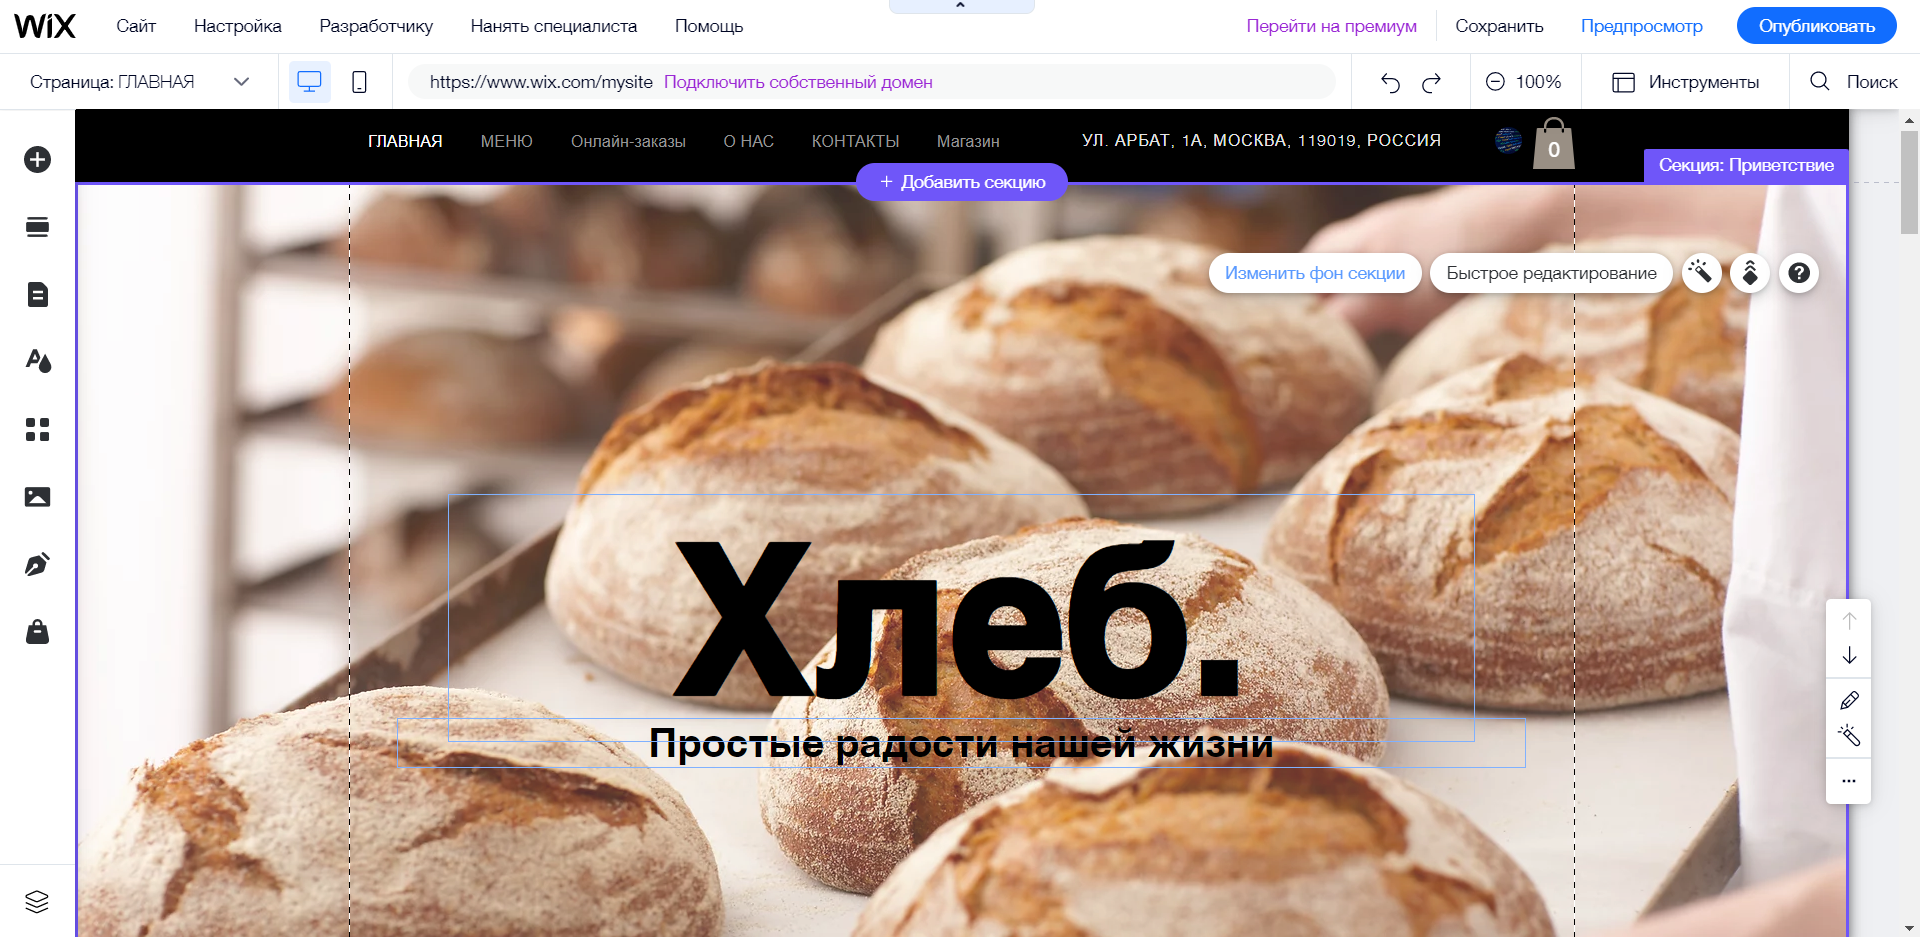 WiX Сайт Настройка Разработчику Нанять специалиста Помощь Перейти на премиум Сохранить Предпросмотр Опубликовать
Страница: ГЛАВНАЯ https://www.wix.com/mysite Подключить собственный домен 100% Инструменты Поиск
ГЛАВНАЯ МЕНЮ Онлайн-заказы О НАС КОНТАКТЫ Магазин УЛ. АРБАТ, 1А, МОСКВА, 119019, РОССИЯ 0
Секция: Приветствие
+ Добавить секцию
Изменить фон секции Быстрое редактирование ?
Хлеб.
Простые радости нашей жизни